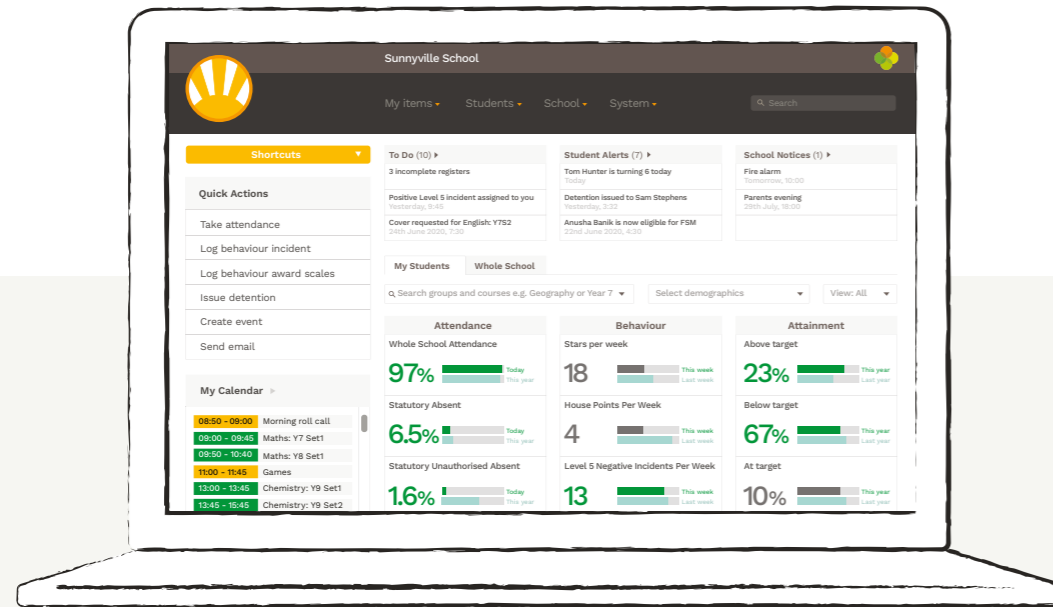 Sunnyville School
My items
Students
School
System
Search
Shortcuts
Quick Actions
Take attendance
Log behaviour incident
Log behaviour award scales
Issue detention
Create event
Send email
My Calendar
08:50 - 09:00 Morning roll call
09:00 - 09:45 Maths: Y7 Set1
09:50 - 10:40 Maths: Y8 Set1
11:00 - 11:45 Games
13:00 - 13:45 Chemistry: Y9 Set1
13:45 - 15:45 Chemistry: Y9 Set2
To Do (10)
3 incomplete registers
Positive Level 5 incident assigned to you
Yesterday, 9:45
Cover requested for English: Y7S2
24th June 2020, 7:30
Student Alerts (7)
Tom Hunter is turning 6 today
Today
Detention issued to Sam Stephens
Yesterday, 3:32
Anusha Banik is now eligible for FSM
22nd June 2020, 4:30
School Notices (1)
Fire alarm
Tomorrow, 10:00
Parents evening
29th July, 18:00
My Students
Whole School
Search groups and courses e.g. Geography or Year 7
Select demographics
View: All
Attendance
Whole School Attendance
97%
Today
This year
Statutory Absent
6.5%
Today
This year
Statutory Unauthorised Absent
1.6%
Today
This year
Behaviour
Stars per week
18
This week
Last week
House Points Per Week
4
This week
Last week
Level 5 Negative Incidents Per Week
13
This week
Last week
Attainment
Above target
23%
This year
Last year
Below target
67%
This year
Last year
At target
10%
This year
Last year